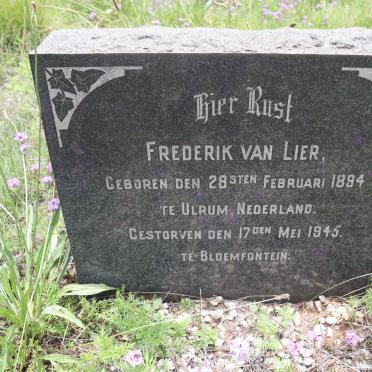 Hier Rust
FREDERIK VAN LIER,
GEBOREN DEN 28STEN FEBRUARI 1894
TE ULRUM, NEDERLAND.
GESTORVEN DEN 17DEN MEI 1945.
TE BLOEMFONTEIN.